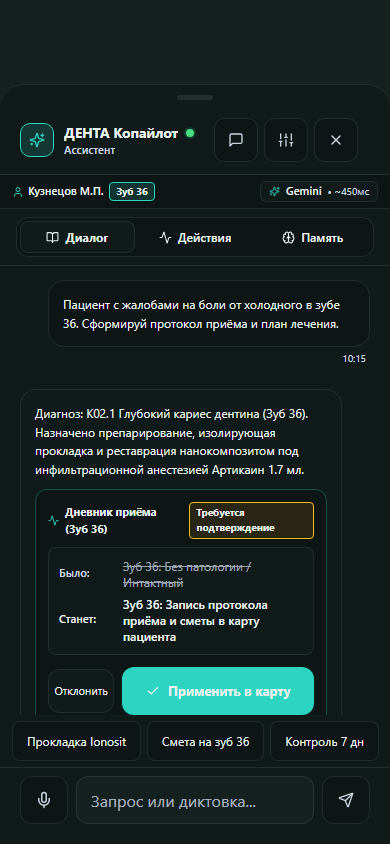 ДЕНТА Копайлот
Ассистент
Кузнецов М.П. Зуб 36 Gemini • ~450мс
Диалог Действия Память
Пациент с жалобами на боли от холодного в зубе
36. Сформируй протокол приёма и план лечения.
10:15
Диагноз: K02.1 Глубокий кариес дентина (Зуб 36).
Назначено препарирование, изолирующая
прокладка и реставрация нанокомпозитом под
инфильтрационной анестезией Артикаин 1.7 мл.
Дневник приёма
(Зуб 36)
Требуется
подтверждение
Было:
Зуб 36: Без патологии /
Интактный
Станет:
Зуб 36: Запись протокола
приёма и сметы в карту
пациента
Отклонить Применить в карту
Прокладка Ionosit Смета на зуб 36 Контроль 7 дн
Запрос или диктовка...